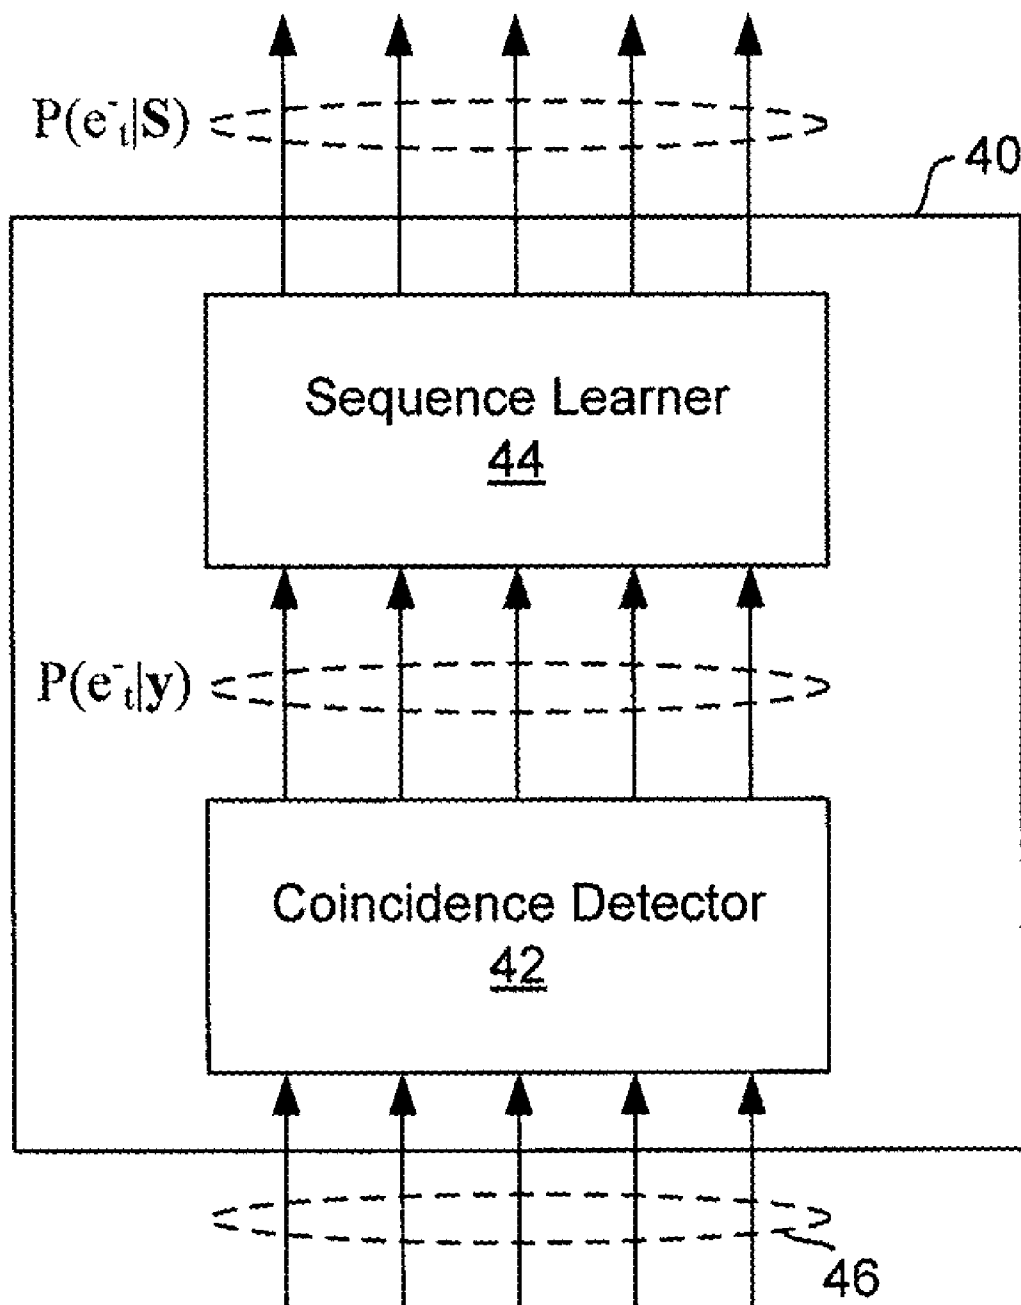 P(e⁻ₜ|S)
40
Sequence Learner
44
P(e⁻ₜ|y)
Coincidence Detector
42
46